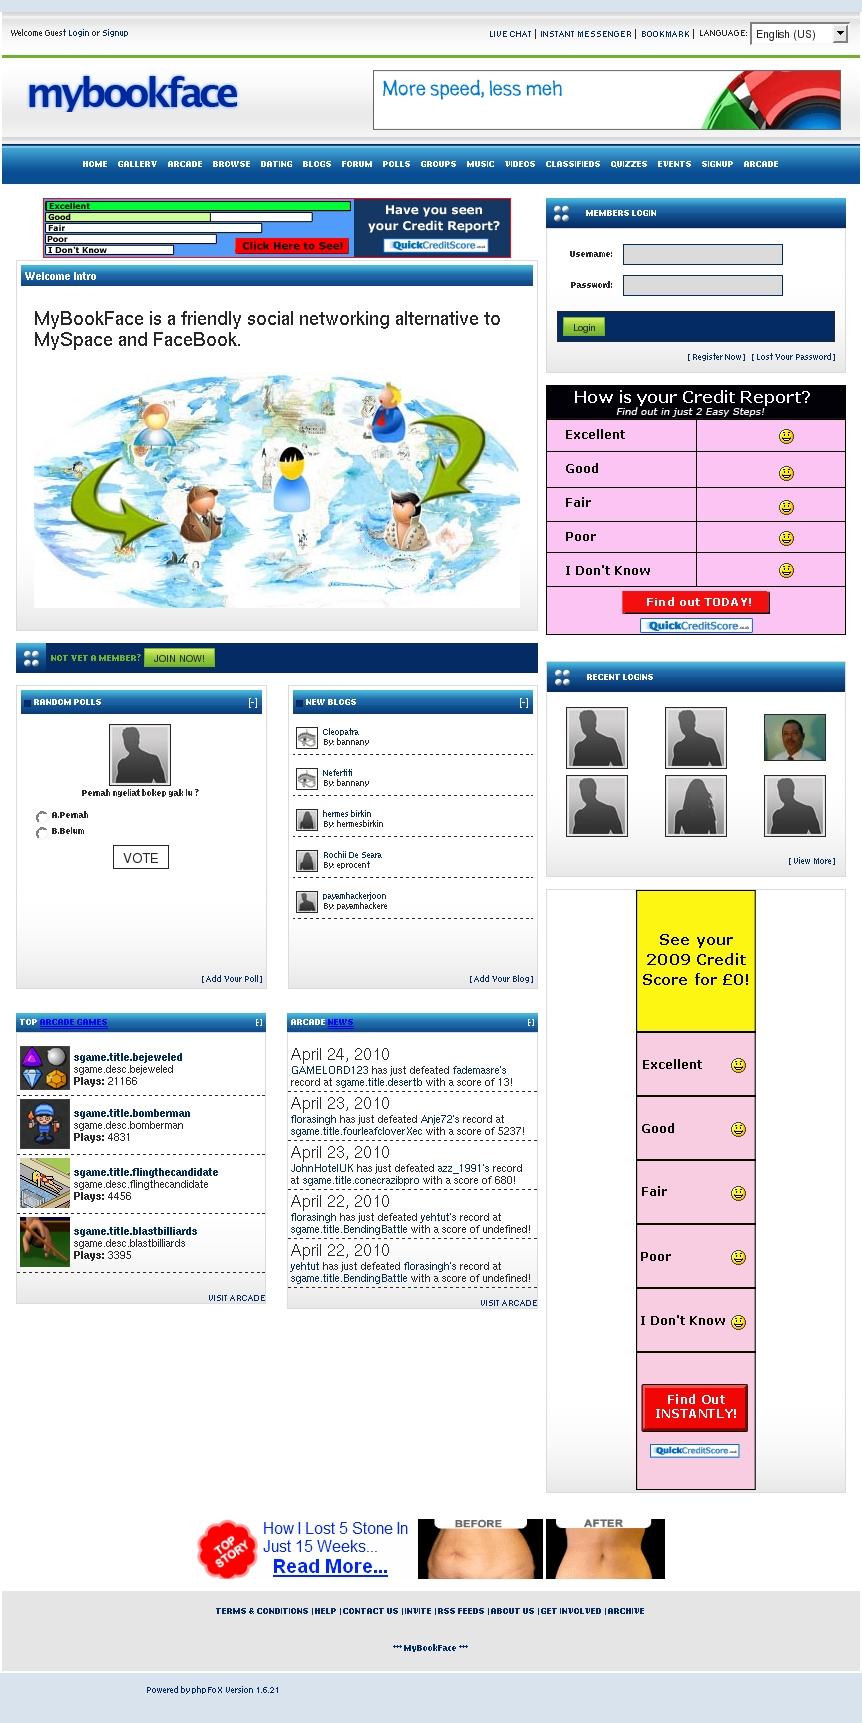 Welcome Guest Login or Signup
LIVE CHAT | INSTANT MESSENGER | BOOKMARK | LANGUAGE: English (US)
mybookface
More speed, less meh
HOME GALLERY ARCADE BROWSE DATING BLOGS FORUM POLLS GROUPS MUSIC VIDEOS CLASSIFIEDS QUIZZES EVENTS SIGNUP ARCADE
Excellent
Good
Fair
Poor
I Don't Know
Click Here to See!
Have you seen
your Credit Report?
QuickCreditScore.co.uk
Welcome Intro
MyBookFace is a friendly social networking alternative to
MySpace and FaceBook.
NOT YET A MEMBER? JOIN NOW!
MEMBERS LOGIN
Username:
Password:
Login
[ Register Now ] [ Lost Your Password ]
How is your Credit Report?
Find out in just 2 Easy Steps!
Excellent
Good
Fair
Poor
I Don't Know
Find out TODAY!
QuickCreditScore.co.uk
RECENT LOGINS
[ View More ]
RANDOM POLLS [-]
Pernah ngeliat bokep gak lu ?
A.Pernah
B.Belum
VOTE
[ Add Your Poll ]
NEW BLOGS [-]
Cleopatra
By: bannany
Nefertiti
By: bannany
hermes birkin
By: hermesbirkin
Rochii De Seara
By: eprocent
payamhackerjoon
By: payamhackere
[ Add Your Blog ]
TOP ARCADE GAMES [-]
sgame.title.bejeweled
sgame.desc.bejeweled
Plays: 21166
sgame.title.bomberman
sgame.desc.bomberman
Plays: 4831
sgame.title.flingthecandidate
sgame.desc.flingthecandidate
Plays: 4456
sgame.title.blastbilliards
sgame.desc.blastbilliards
Plays: 3395
VISIT ARCADE
ARCADE NEWS [-]
April 24, 2010
GAMELORD123 has just defeated fademasre's
record at sgame.title.desertb with a score of 13!
April 23, 2010
florasingh has just defeated Anje72's record at
sgame.title.fourleafcloverXec with a score of 5237!
April 23, 2010
JohnHotelUK has just defeated azz_1991's record
at sgame.title.conecrazibpro with a score of 680!
April 22, 2010
florasingh has just defeated yehtut's record at
sgame.title.BendingBattle with a score of undefined!
April 22, 2010
yehtut has just defeated florasingh's record at
sgame.title.BendingBattle with a score of undefined!
VISIT ARCADE
See your
2009 Credit
Score for £0!
Excellent
Good
Fair
Poor
I Don't Know
Find Out
INSTANTLY!
QuickCreditScore.co.uk
TOP
STORY
How I Lost 5 Stone In
Just 15 Weeks...
Read More...
BEFORE
AFTER
TERMS & CONDITIONS | HELP | CONTACT US | INVITE | RSS FEEDS | ABOUT US | GET INVOLVED | ARCHIVE
*** MyBookFace ***
Powered by phpFoX Version 1.6.21